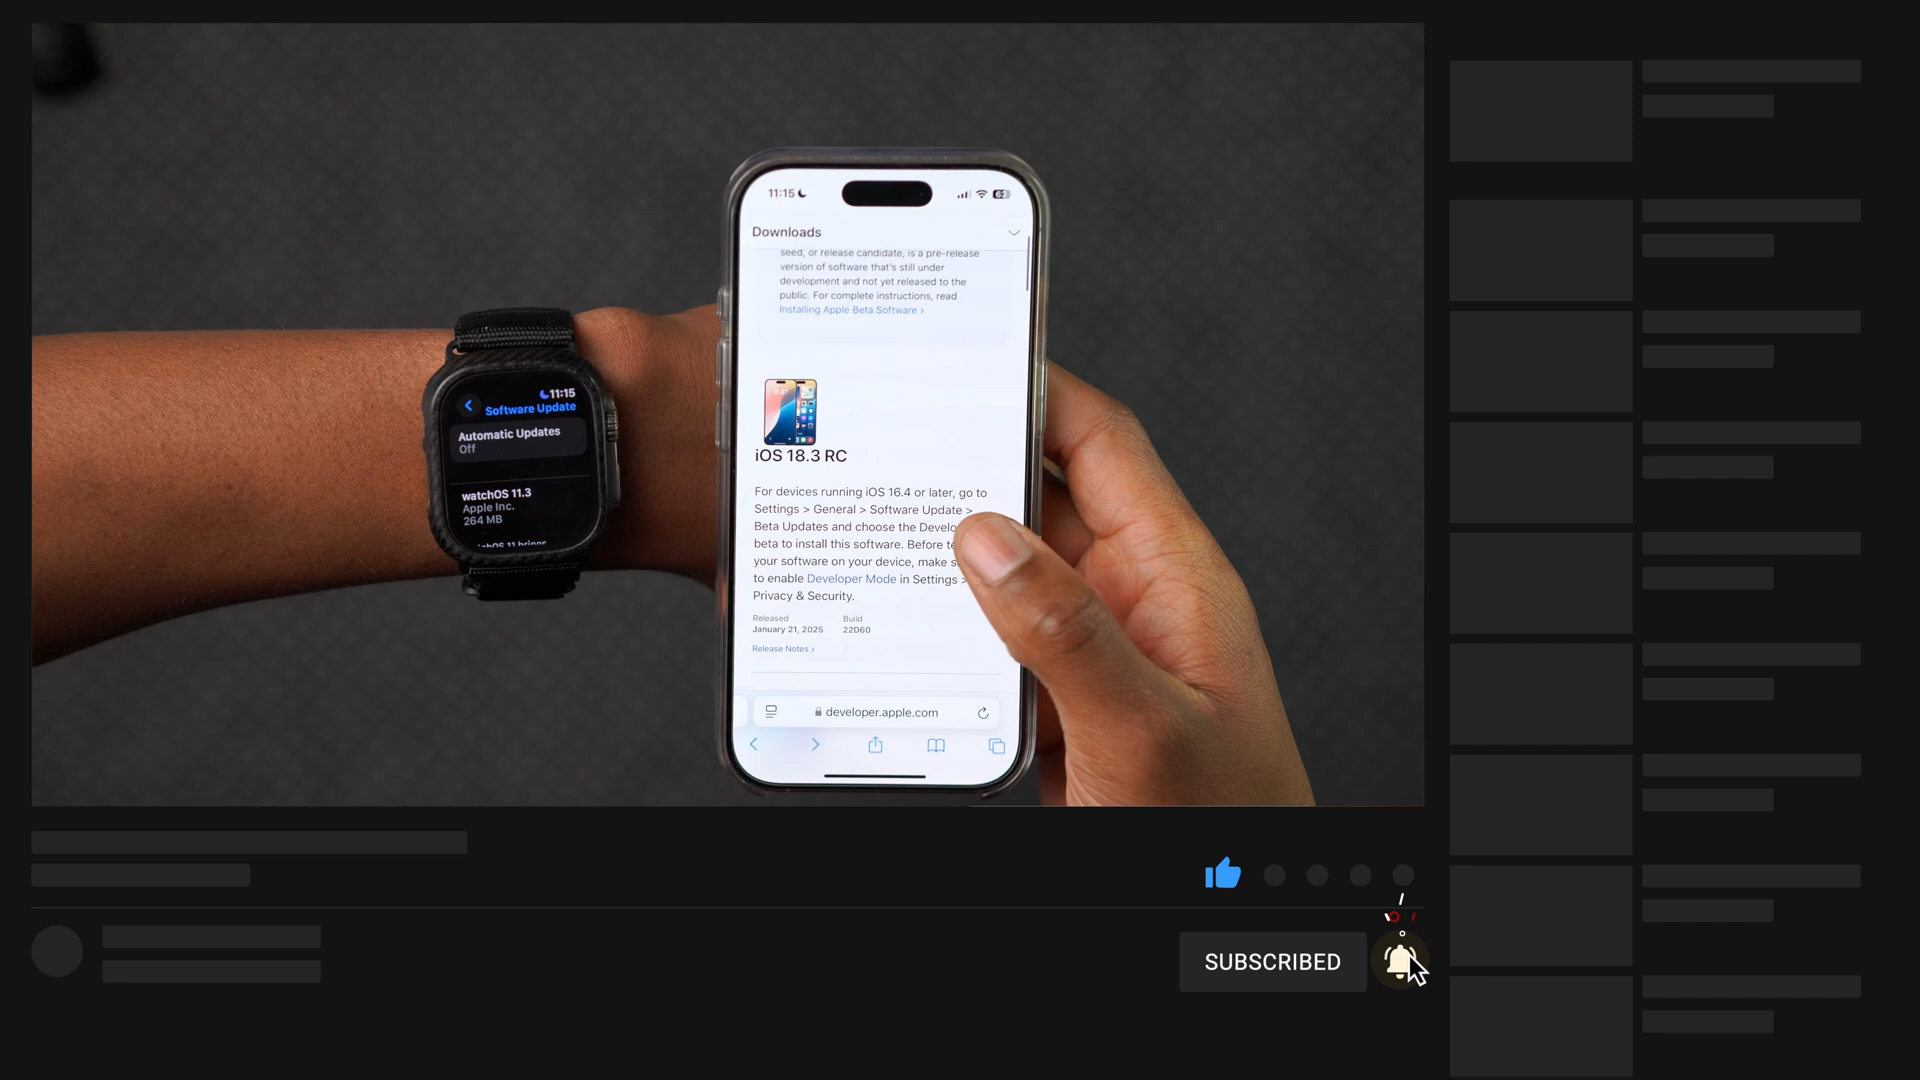 11:15
Software Update
Automatic Updates
Off
watchOS 11.3
Apple Inc.
264 MB
11 brings
11:15
Downloads
seed, or release candidate, is a pre-release
version of software that's still under
development and not yet released to the
public. For complete instructions, read
Installing Apple Beta Software >
iOS 18.3 RC
For devices running iOS 16.4 or later, go to
Settings > General > Software Update >
Beta Updates and choose the Develo
beta to install this software. Before te
your software on your device, make s
to enable Developer Mode in Settings >
Privacy & Security.
Released Build
January 21, 2025 22D60
Release Notes >
developer.apple.com
SUBSCRIBED